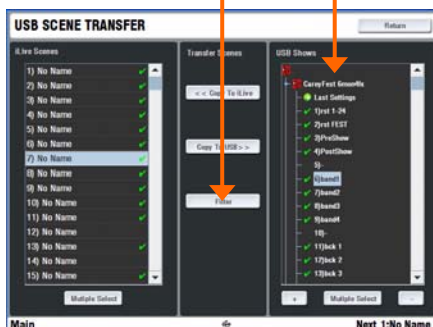 USB SCENE TRANSFER
Return
iLive Scenes
Transfer Scenes
USB Shows
1) No Name
2) No Name
3) No Name
4) No Name
5) No Name
6) No Name
7) No Name
8) No Name
9) No Name
10) No Name
11) No Name
12) No Name
13) No Name
14) No Name
15) No Name
Multiple Select
<< Copy To iLive
Copy To USB >>
Filter
CareyFest
Last Settings
1)rst 1-24
2)rst FEST
3)PreShow
4)PostShow
5)-
6)band1
7)band2
8)band3
9)band4
10)-
11)bck 1
12)bck 2
13)bck 3
+
Multiple Select
-
Main
Next 1:No Name